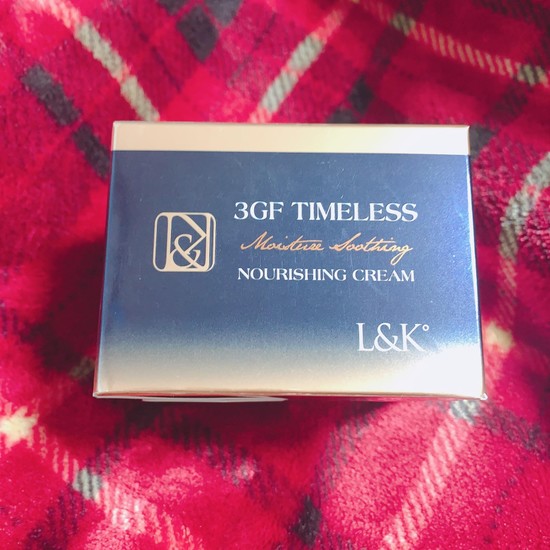 3GF TIMELESS
Moisture Soothing
NOURISHING CREAM
L&K°